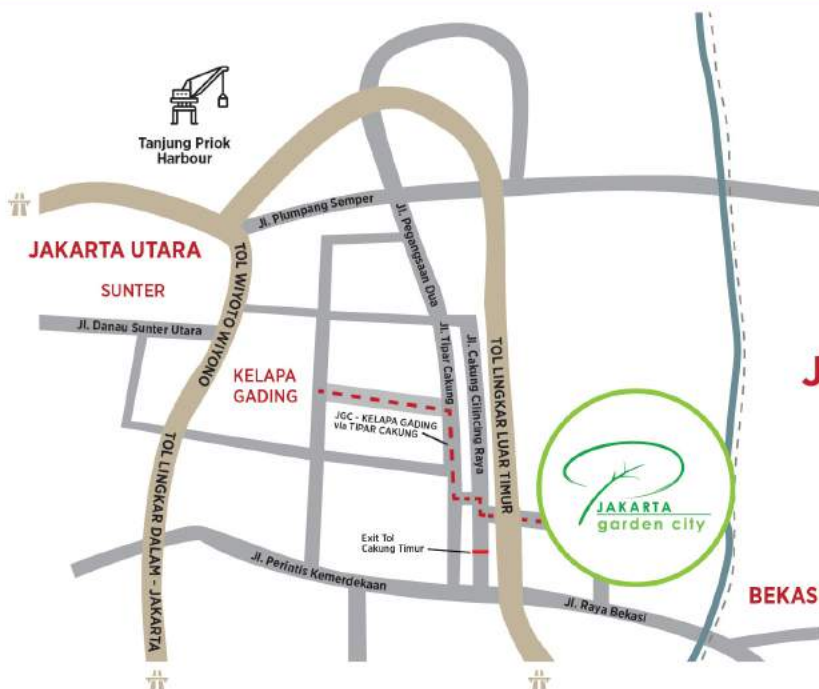 Tanjung Priok
Harbour
Jl. Plumpang Semper
JAKARTA UTARA
SUNTER
Jl. Danau Sunter Utara
TOL WIYOTO WIYONO
TOL LINGKAR DALAM - JAKARTA
KELAPA
GADING
Jl. Pegangsaan Dua
Jl. Tipar Cakung
Jl. Cakung Cilincing Raya
TOL LINGKAR LUAR TIMUR
JGC - KELAPA GADING
via TIPAR CAKUNG
J
JAKARTA
garden city
Exit Tol
Cakung Timur
Jl. Perintis Kemerdekaan
Jl. Raya Bekasi
BEKAS